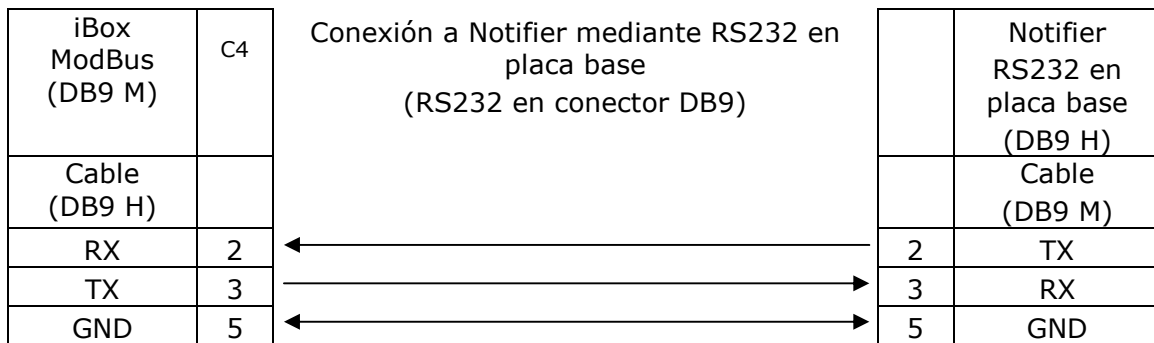 iBox
ModBus
(DB9 M)
C4
Conexión a Notifier mediante RS232 en
placa base
(RS232 en conector DB9)
Notifier
RS232 en
placa base
(DB9 H)
Cable
(DB9 H)
Cable
(DB9 M)
RX 2 2 TX
TX 3 3 RX
GND 5 5 GND